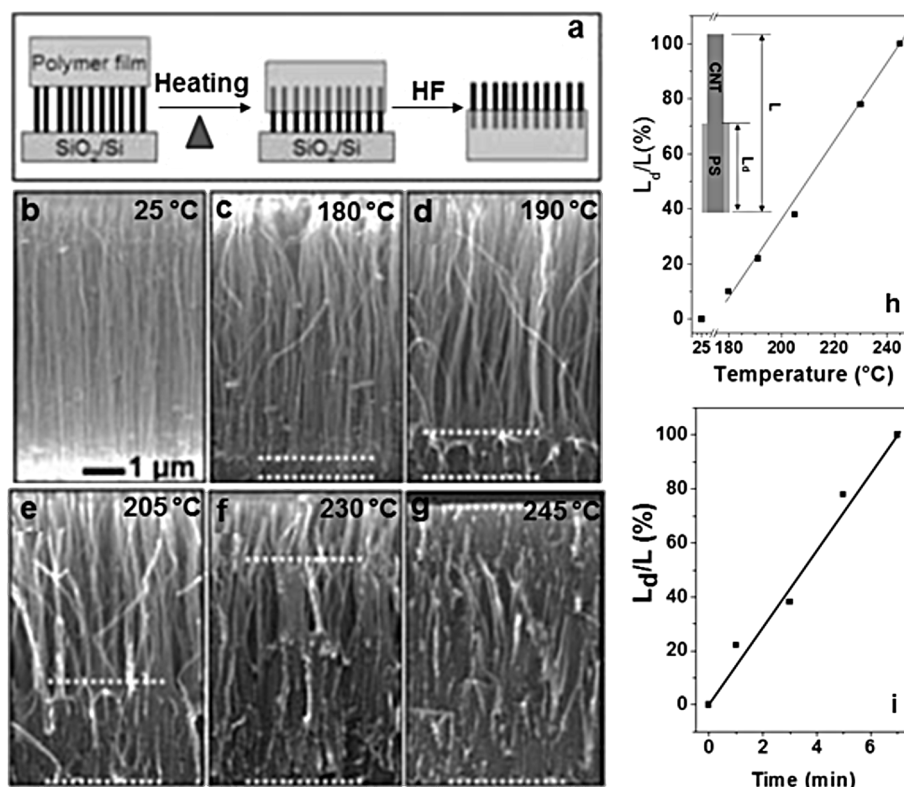 a
Polymer film
Heating
HF
SiO2/Si
SiO2/Si
b
25 °C
c
180 °C
d
190 °C
1 μm
e
205 °C
f
230 °C
g
245°C
h
Ld/L(%)
100
80
60
40
20
0
CNT
PS
L
Ld
25 180 200 220 240
Temperature (°C)
i
Ld/L (%)
100
80
60
40
20
0
0 2 4 6
Time (min)